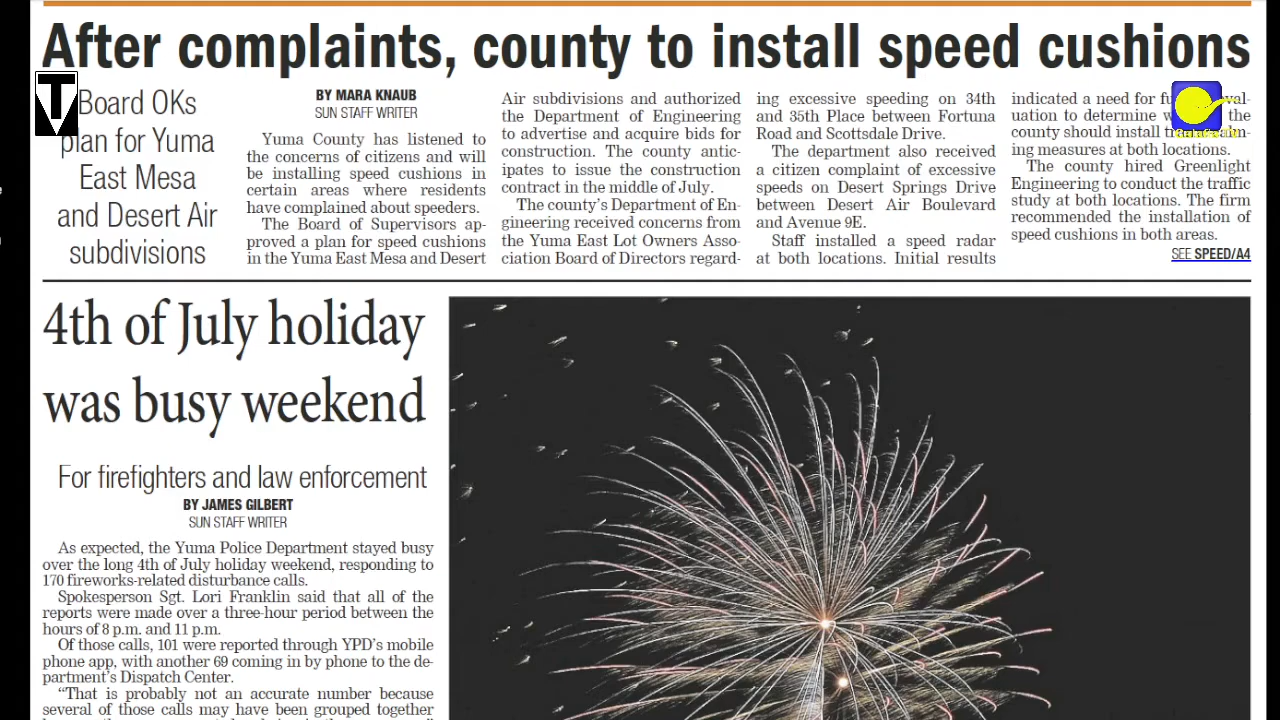 After complaints, county to install speed cushions
T
Board OKs
plan for Yuma
East Mesa
and Desert Air
subdivisions
BY MARA KNAUB
SUN STAFF WRITER
Yuma County has listened to
the concerns of citizens and will
be installing speed cushions in
certain areas where residents
have complained about speeders.
The Board of Supervisors ap-
proved a plan for speed cushions
in the Yuma East Mesa and Desert
Air subdivisions and authorized
the Department of Engineering
to advertise and acquire bids for
construction. The county antic-
ipates to issue the construction
contract in the middle of July.
The county's Department of En-
gineering received concerns from
the Yuma East Lot Owners Asso-
ciation Board of Directors regard-
ing excessive speeding on 34th
and 35th Place between Fortuna
Road and Scottsdale Drive.
The department also received
a citizen complaint of excessive
speeds on Desert Springs Drive
between Desert Air Boulevard
and Avenue 9E.
Staff installed a speed radar
at both locations. Initial results
indicated a need for
uation to determine the
county should install
ing measures at both locations.
The county hired Greenlight
Engineering to conduct the traffic
study at both locations. The firm
recommended the installation of
speed cushions in both areas.
SEE SPEED/A4
4th of July holiday
was busy weekend
For firefighters and law enforcement
BY JAMES GILBERT
SUN STAFF WRITER
As expected, the Yuma Police Department stayed busy
over the long 4th of July holiday weekend, responding to
170 fireworks-related disturbance calls.
Spokesperson Sgt. Lori Franklin said that all of the
reports were made over a three-hour period between the
hours of 8 p.m. and 11 p.m.
Of those calls, 101 were reported through YPD's mobile
phone app, with another 69 coming in by phone to the de-
partment's Dispatch Center.
"That is probably not an accurate number because
several of those calls may have been grouped together